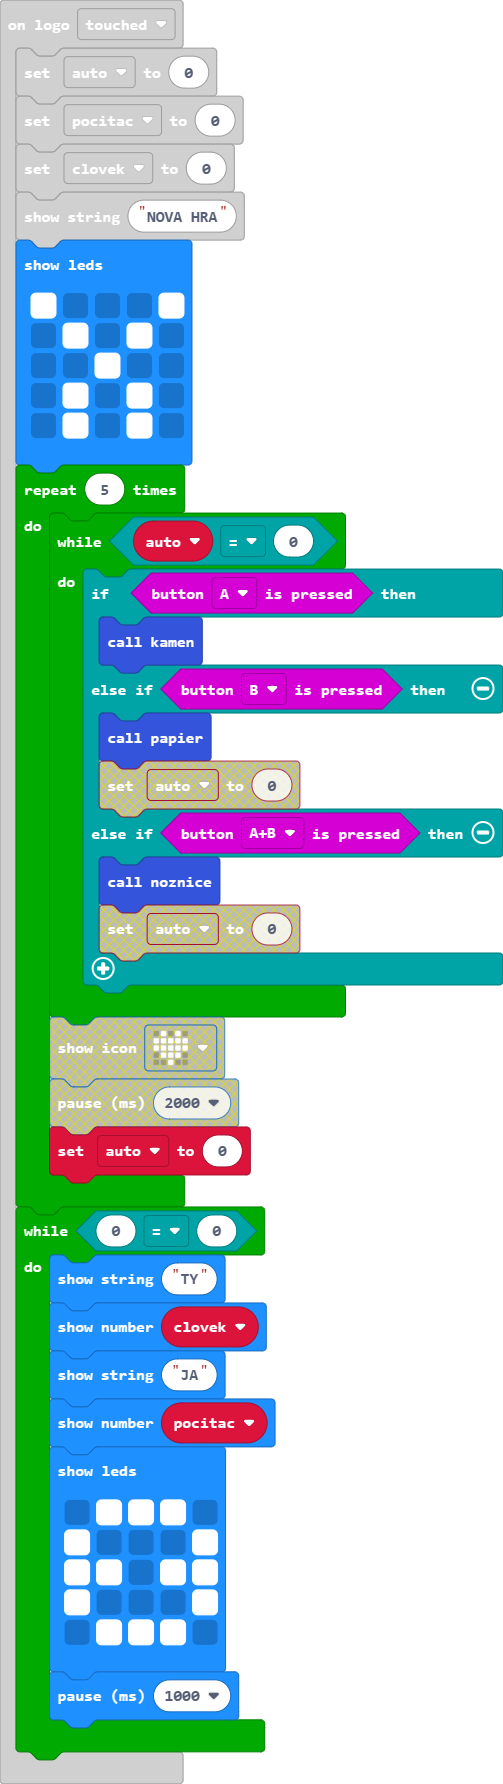 on logo touched
set auto to 0
set pocitac to 0
set clovek to 0
show string "NOVA HRA"
show leds
repeat 5 times
do
while auto = 0
do
if button A is pressed then
call kamen
else if button B is pressed then
call papier
set auto to 0
else if button A+B is pressed then
call noznice
set auto to 0
show icon
pause (ms) 2000
set auto to 0
while 0 = 0
do
show string "TY"
show number clovek
show string "JA"
show number pocitac
show leds
pause (ms) 1000